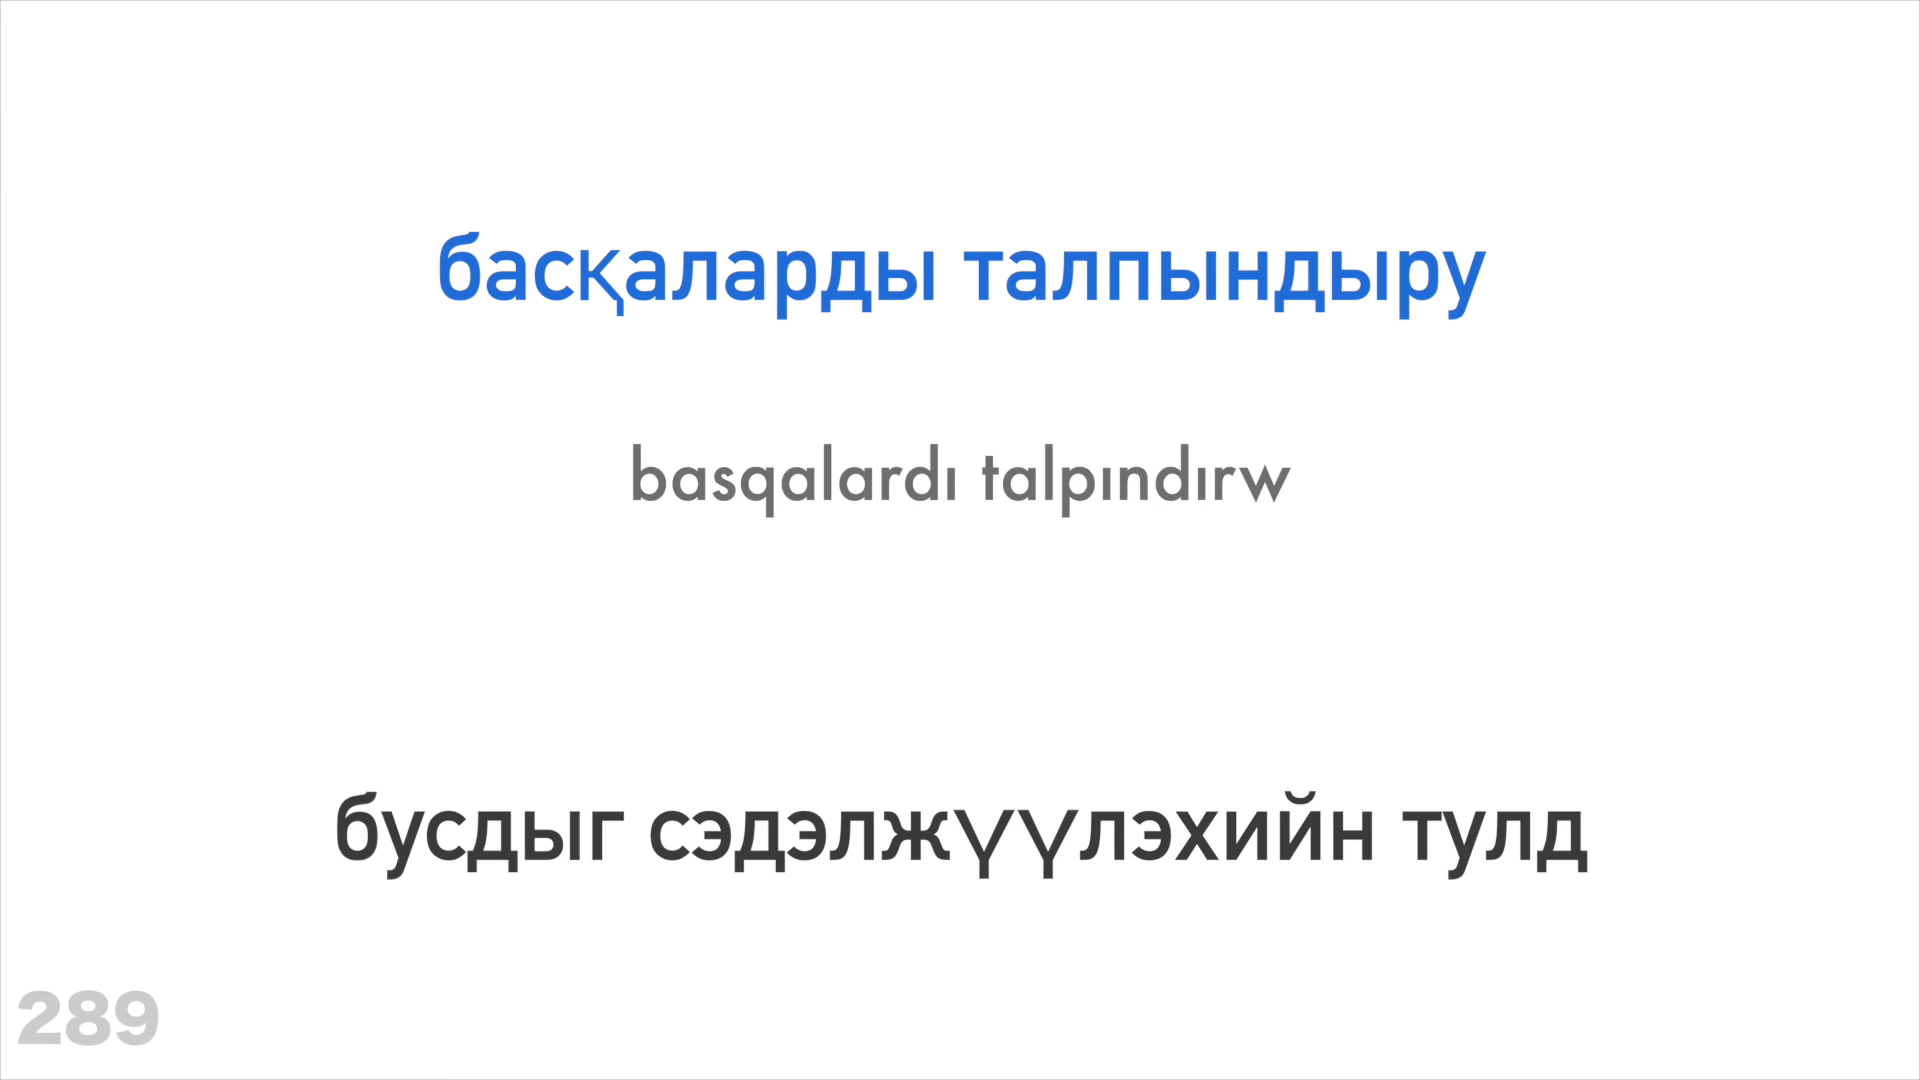 басқаларды талпындыру
basqalardı talpındırw
бусдыг сэдэлжүүлэхийн тулд
289